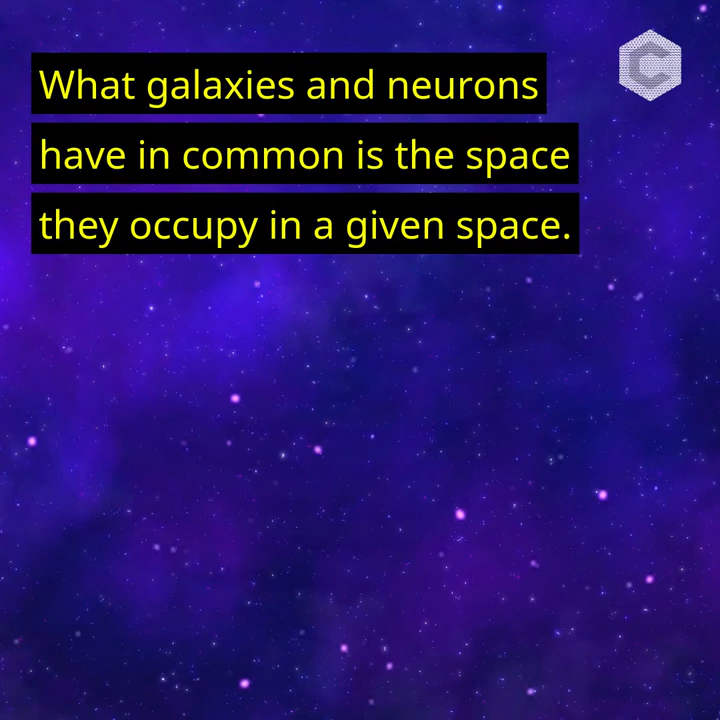 What galaxies and neurons
have in common is the space
they occupy in a given space.
C